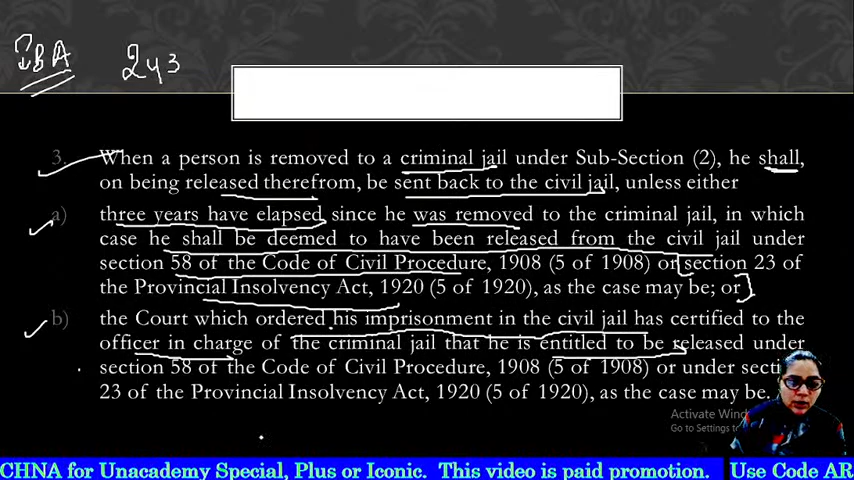 IBA 243
3. When a person is removed to a criminal jail under Sub-Section (2), he shall,
on being released therefrom, be sent back to the civil jail, unless either
a) three years have elapsed since he was removed to the criminal jail, in which
case he shall be deemed to have been released from the civil jail under
section 58 of the Code of Civil Procedure, 1908 (5 of 1908) or section 23 of
the Provincial Insolvency Act, 1920 (5 of 1920), as the case may be; or
b) the Court which ordered his imprisonment in the civil jail has certified to the
officer in charge of the criminal jail that he is entitled to be released under
section 58 of the Code of Civil Procedure, 1908 (5 of 1908) or under secti
23 of the Provincial Insolvency Act, 1920 (5 of 1920), as the case may be.
Activate Wind
Go to Settings to
CHNA for Unacademy Special, Plus or Iconic. This video is paid promotion. Use Code AR